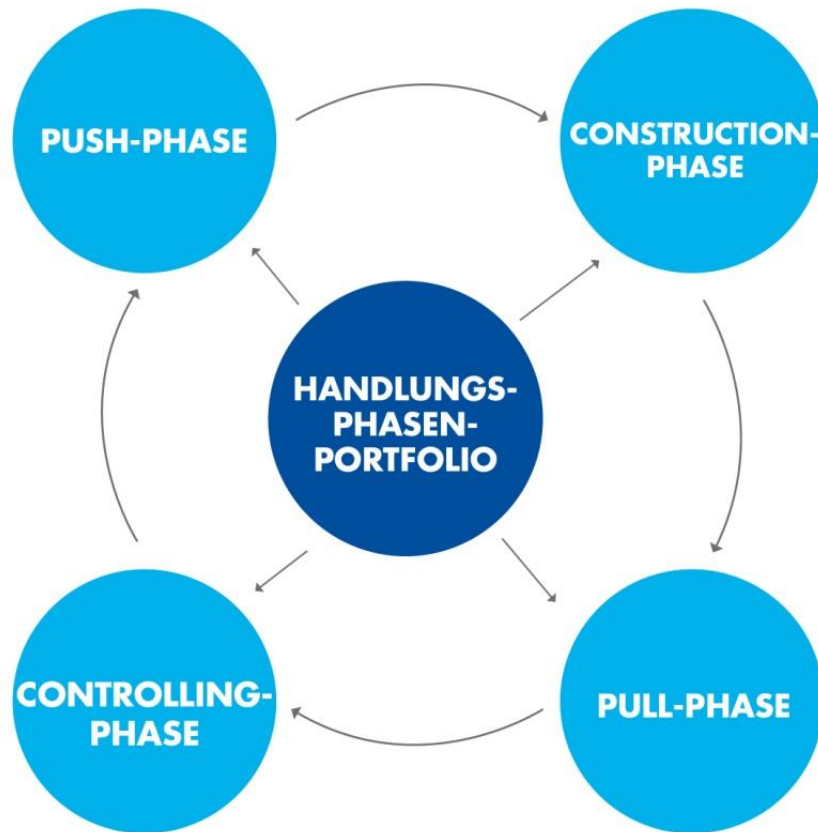 PUSH-PHASE
CONSTRUCTION-
PHASE
HANDLUNGS-
PHASEN-
PORTFOLIO
CONTROLLING-
PHASE
PULL-PHASE